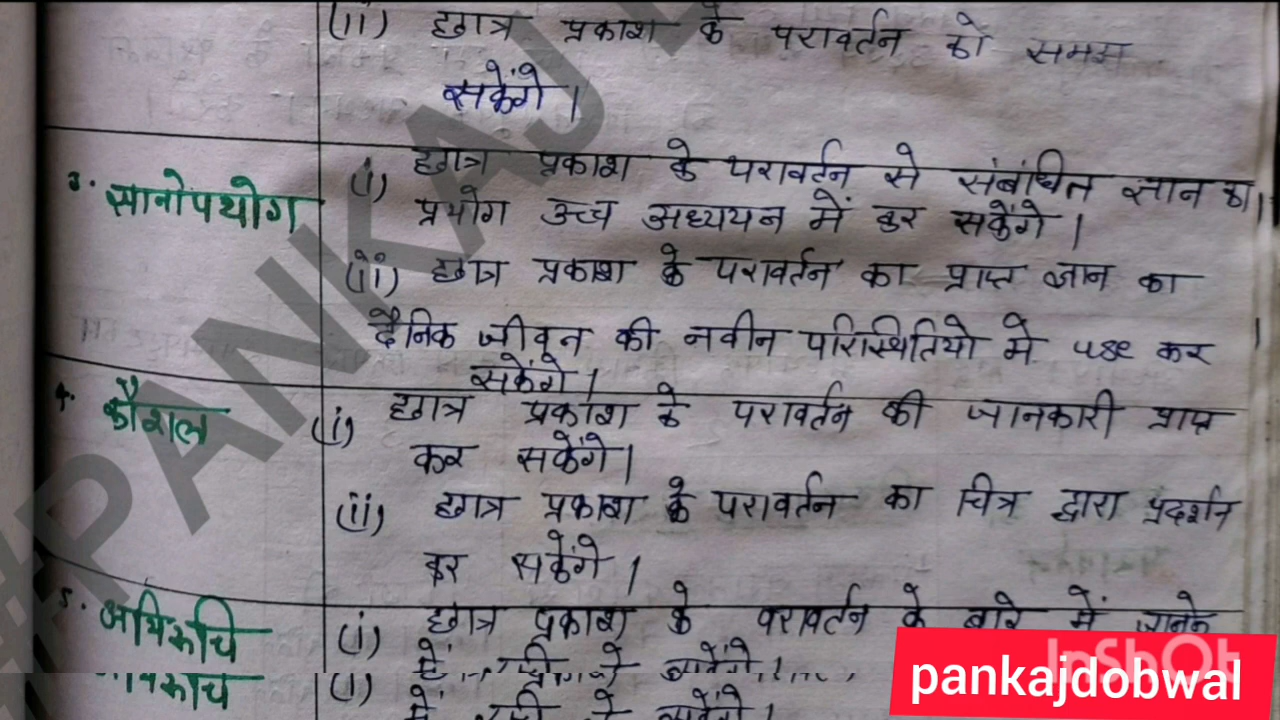 (ii) छात्र प्रकाश के परावर्तन को समझ
सकेंगे ।
3. ज्ञानोपयोग
(i) छात्र प्रकाश के परावर्तन से संबंधित ज्ञान का
प्रयोग उच्च अध्ययन में कर सकेंगे ।
(ii) छात्र प्रकाश के परावर्तन का प्राप्त ज्ञान का
दैनिक जीवन की नवीन परिस्थितियो मे कर
सकेंगे ।
4. कौशल
(i) छात्र प्रकाश के परावर्तन की जानकारी प्राप्त
कर सकेंगे ।
(ii) छात्र प्रकाश के परावर्तन का चित्र द्वारा प्रदर्शन
कर सकेंगे ।
5. अभिरूचि
(i) छात्र प्रकाश के परावर्तन के बारे में जानने
में
#PANKAJ
InShOt
pankajdobwal